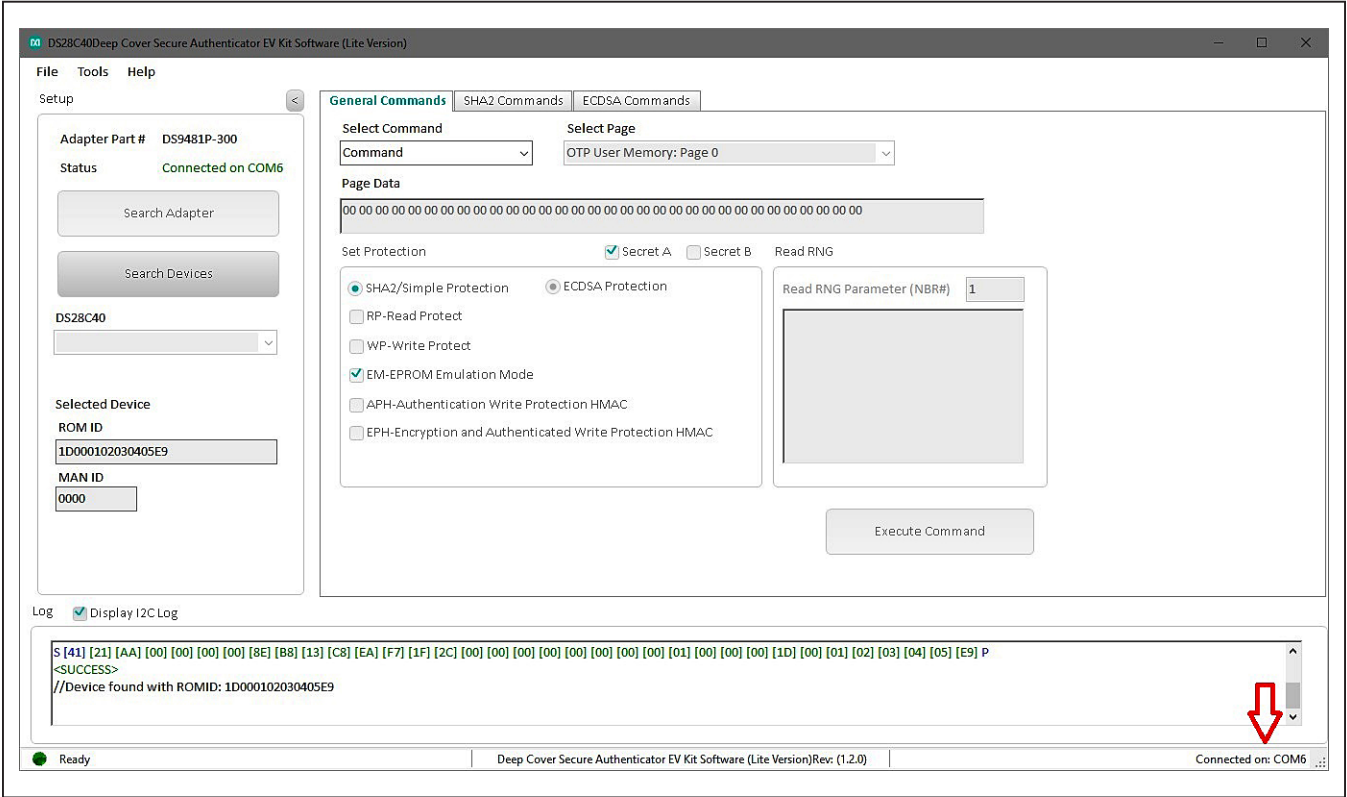 DS28C40Deep Cover Secure Authenticator EV Kit Software (Lite Version)
File Tools Help
Setup
<
Adapter Part # DS9481P-300
Status Connected on COM6
Search Adapter
Search Devices
DS28C40
Selected Device
ROM ID
1D000102030405E9
MAN ID
0000
General Commands SHA2 Commands ECDSA Commands
Select Command Select Page
Command OTP User Memory: Page 0
Page Data
00 00 00 00 00 00 00 00 00 00 00 00 00 00 00 00 00 00 00 00 00 00 00 00 00 00 00 00 00 00 00 00
Set Protection Secret A Secret B Read RNG
SHA2/Simple Protection ECDSA Protection
RP-Read Protect
WP-Write Protect
EM-EPROM Emulation Mode
APH-Authentication Write Protection HMAC
EPH-Encryption and Authenticated Write Protection HMAC
Read RNG Parameter (NBR#) 1
Execute Command
Log Display I2C Log
S [41] [21] [AA] [00] [00] [00] [00] [8E] [B8] [13] [C8] [EA] [F7] [1F] [2C] [00] [00] [00] [00] [00] [00] [00] [00] [01] [00] [00] [00] [1D] [00] [01] [02] [03] [04] [05] [E9] P
<SUCCESS>
//Device found with ROMID: 1D000102030405E9
Ready Deep Cover Secure Authenticator EV Kit Software (Lite Version)Rev: (1.2.0) Connected on: COM6